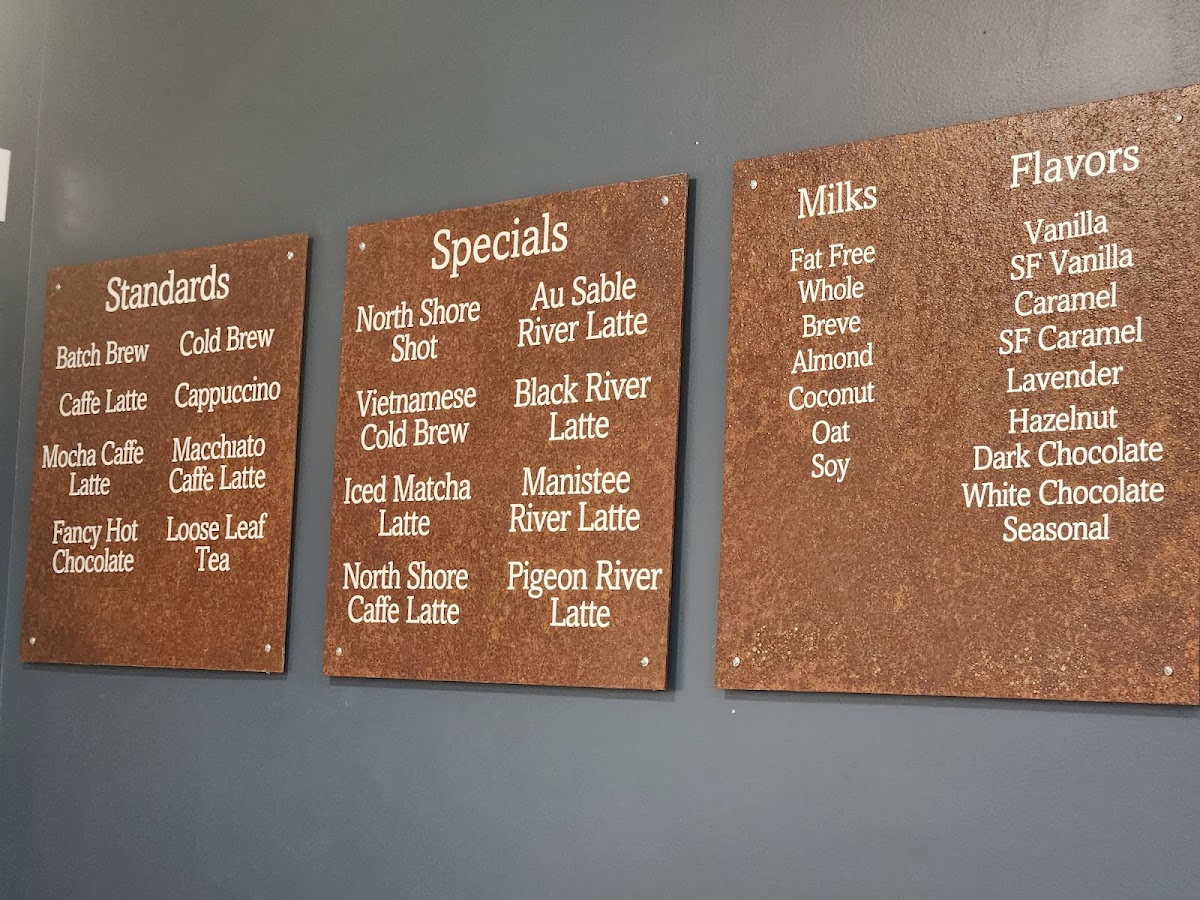 Standards
Batch Brew
Caffe Latte
Mocha Caffe
Latte
Fancy Hot
Chocolate
Cold Brew
Cappuccino
Macchiato
Caffe Latte
Loose Leaf
Tea
Specials
North Shore
Shot
Vietnamese
Cold Brew
Iced Matcha
Latte
North Shore
Caffe Latte
Au Sable
River Latte
Black River
Latte
Manistee
River Latte
Pigeon River
Latte
Milks
Fat Free
Whole
Breve
Almond
Coconut
Oat
Soy
Flavors
Vanilla
SF Vanilla
Caramel
SF Caramel
Lavender
Hazelnut
Dark Chocolate
White Chocolate
Seasonal